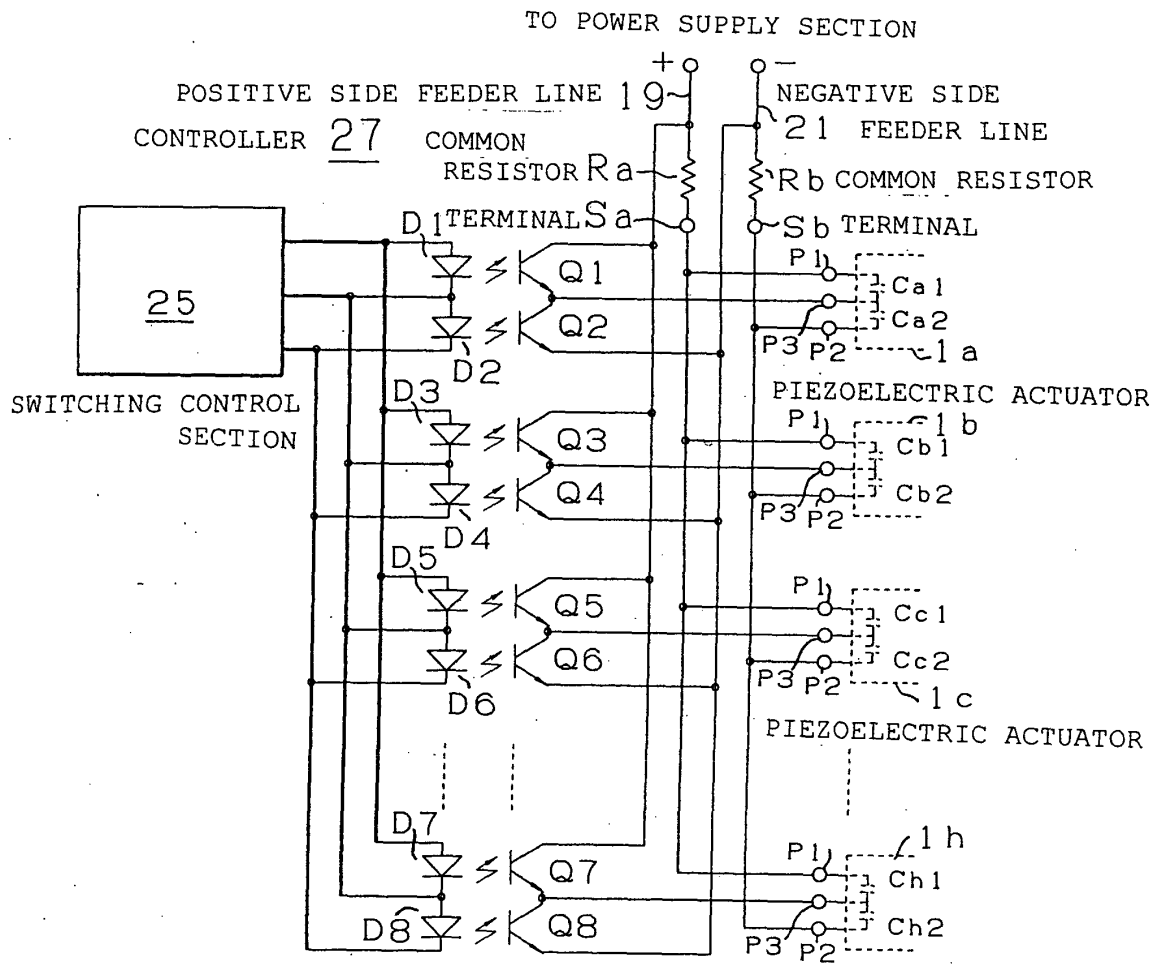 TO POWER SUPPLY SECTION
+ −
POSITIVE SIDE FEEDER LINE 19
NEGATIVE SIDE
21 FEEDER LINE
CONTROLLER 27
COMMON
RESISTOR Ra
Rb COMMON RESISTOR
TERMINAL Sa
Sb TERMINAL
25
SWITCHING CONTROL
SECTION
D1
Q1
Q2
D2
P1
Ca1
Ca2
P3 P2
1a
PIEZOELECTRIC ACTUATOR
D3
Q3
Q4
D4
P1
1b
Cb1
Cb2
P3 P2
D5
Q5
Q6
D6
P1
Cc1
Cc2
P3 P2
1c
PIEZOELECTRIC ACTUATOR
D7
Q7
D8
Q8
P1
1h
Ch1
Ch2
P3 P2